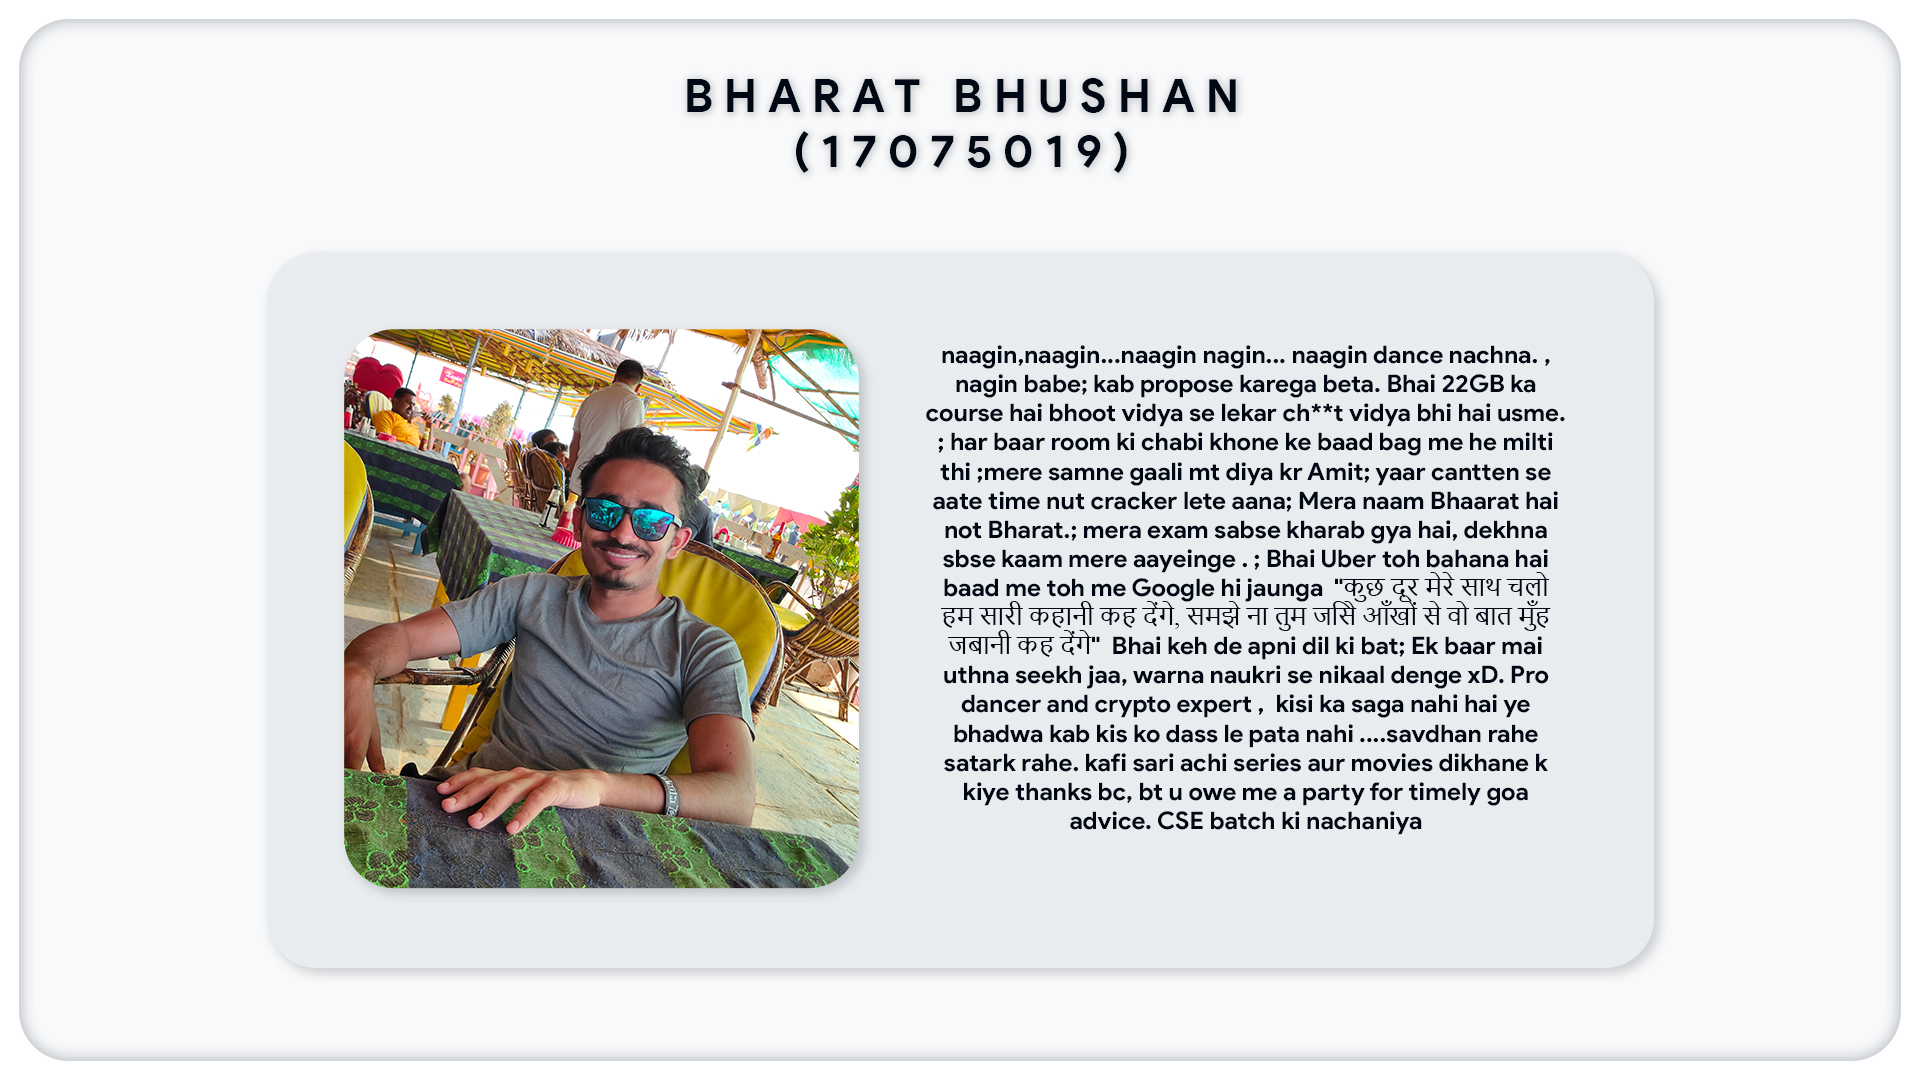 BHARAT BHUSHAN
(17075019)
naagin,naagin...naagin nagin... naagin dance nachna. ,
nagin babe; kab propose karega beta. Bhai 22GB ka
course hai bhoot vidya se lekar ch**t vidya bhi hai usme.
; har baar room ki chabi khone ke baad bag me he milti
thi ;mere samne gaali mt diya kr Amit; yaar cantten se
aate time nut cracker lete aana; Mera naam Bhaarat hai
not Bharat.; mera exam sabse kharab gya hai, dekhna
sbse kaam mere aayeinge . ; Bhai Uber toh bahana hai
baad me toh me Google hi jaunga "कुछ दूर मेरे साथ चलो
हम सारी कहानी कह देंगे, समझे ना तुम जसिे आँखों से वो बात मुँह
जबानी कह देंगे" Bhai keh de apni dil ki bat; Ek baar mai
uthna seekh jaa, warna naukri se nikaal denge xD. Pro
dancer and crypto expert , kisi ka saga nahi hai ye
bhadwa kab kis ko dass le pata nahi ....savdhan rahe
satark rahe. kafi sari achi series aur movies dikhane k
kiye thanks bc, bt u owe me a party for timely goa
advice. CSE batch ki nachaniya